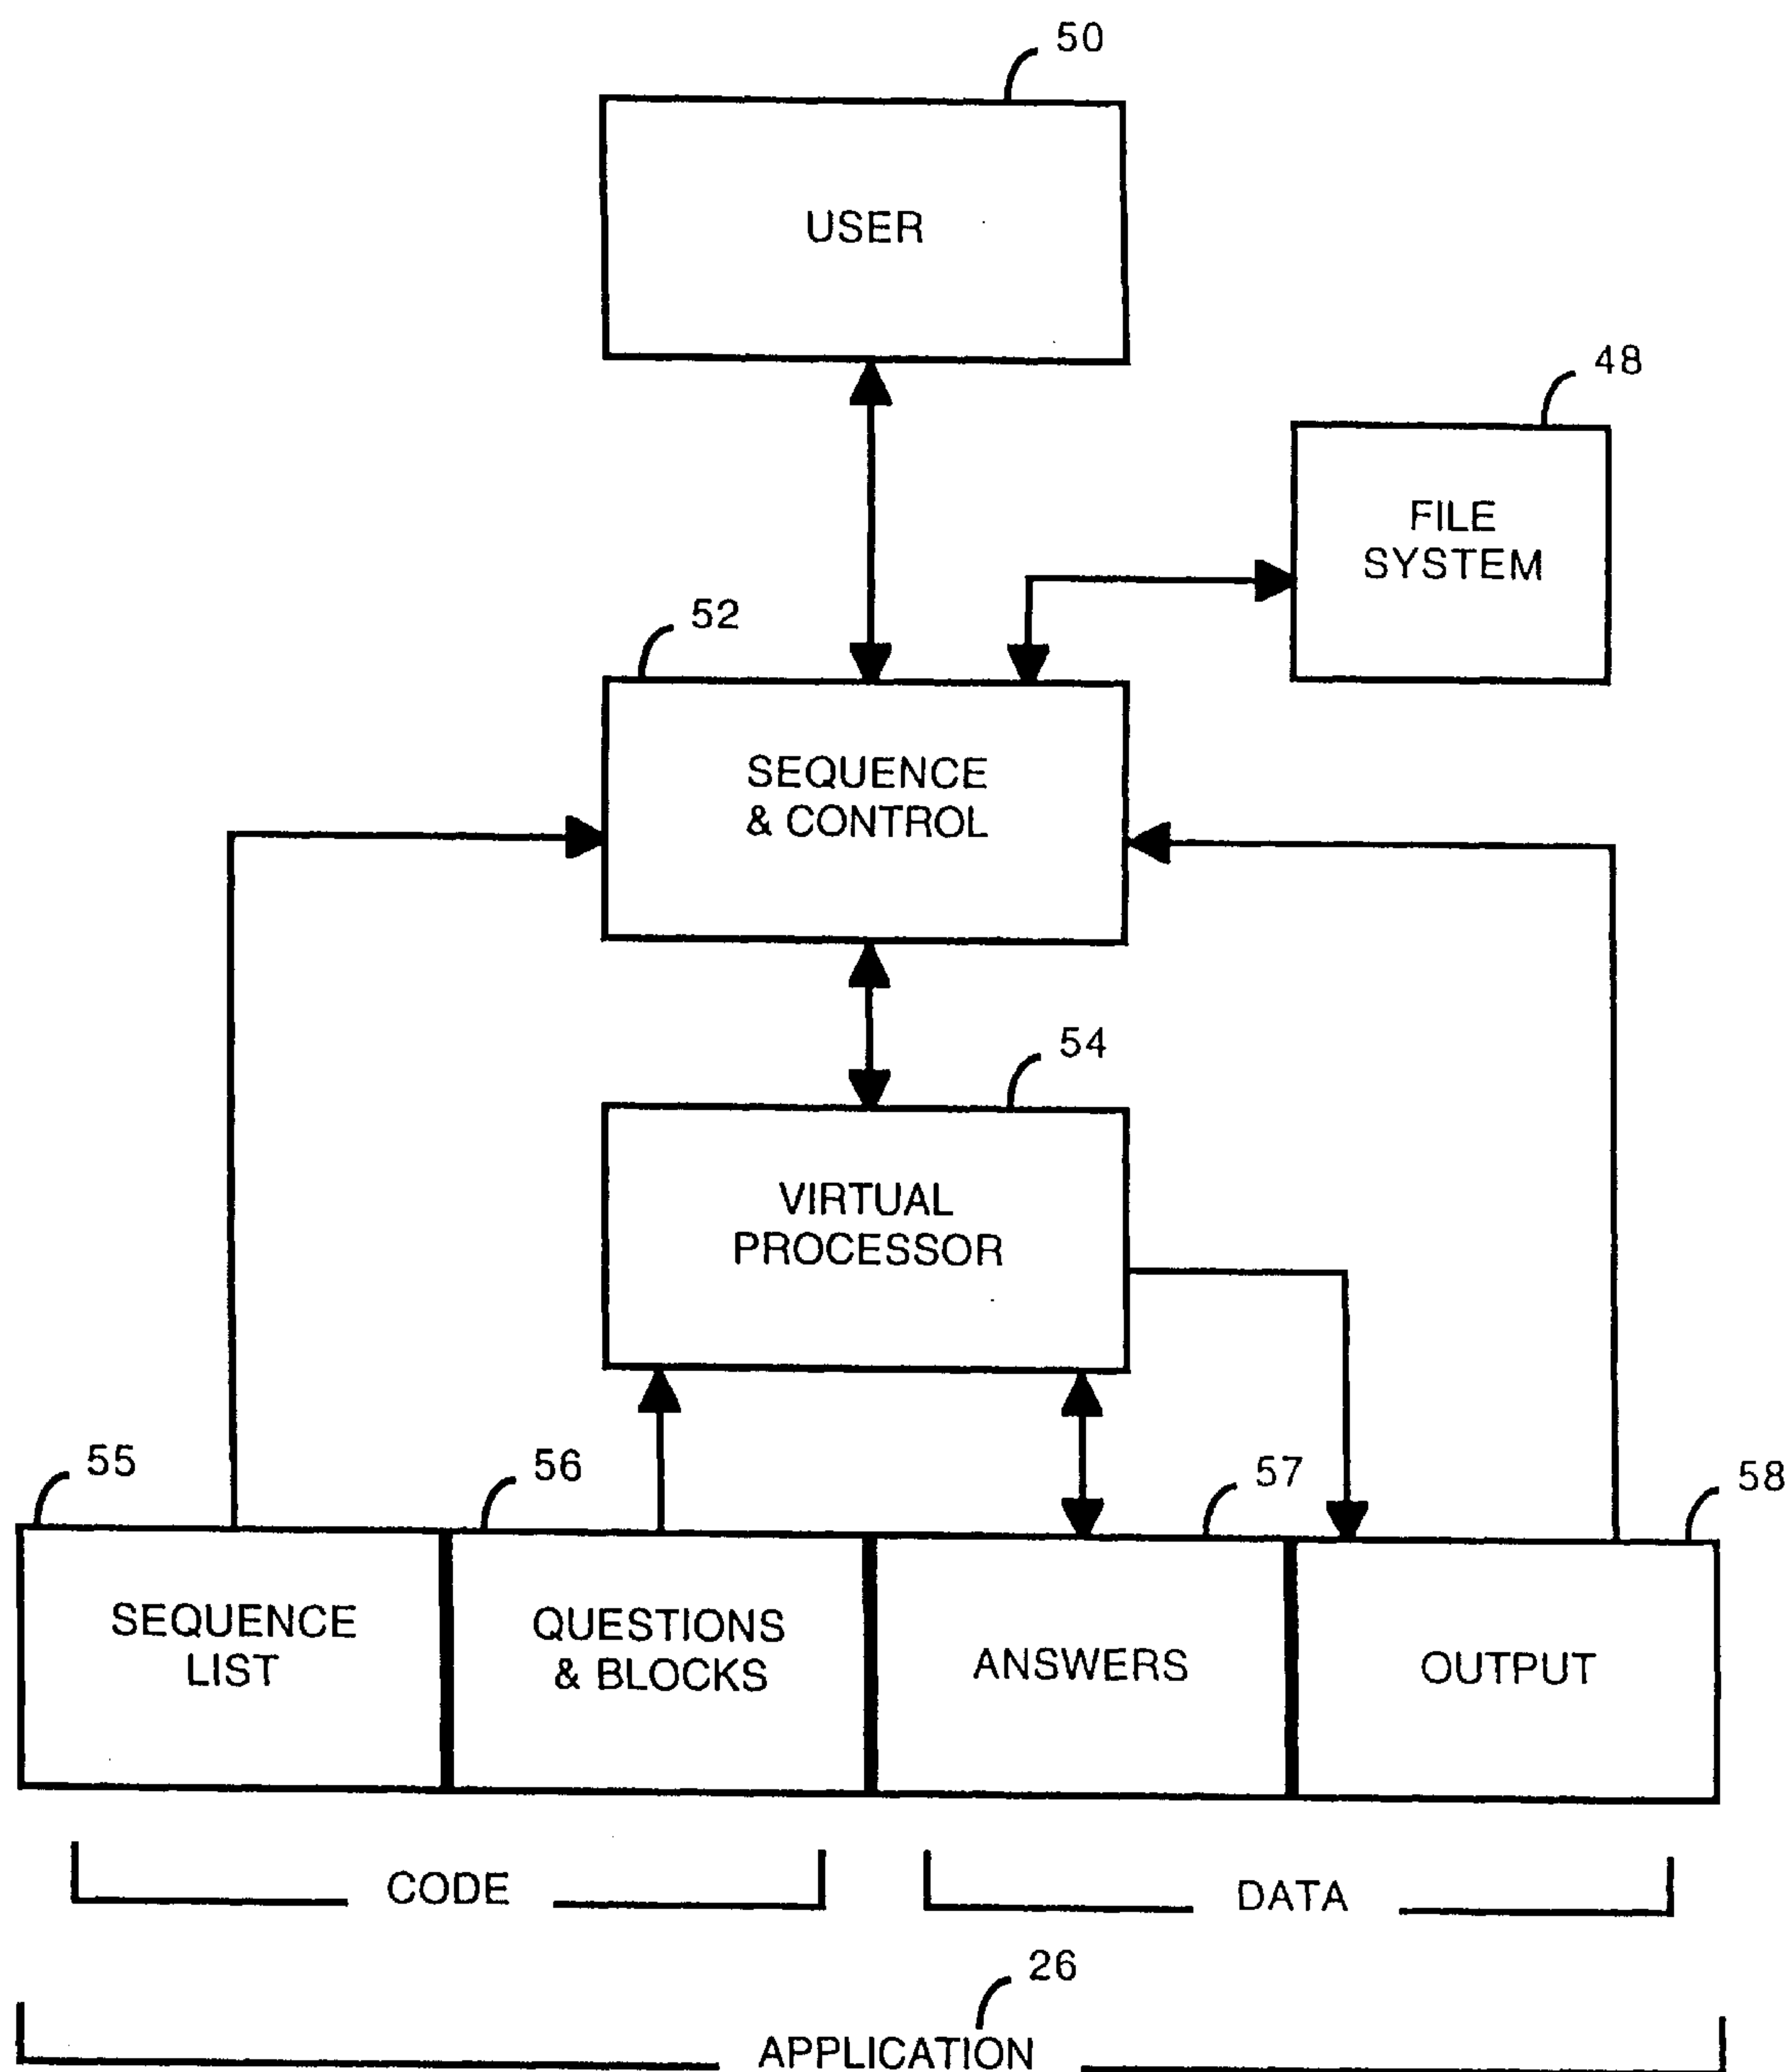 50
USER
48
FILE
SYSTEM
52
SEQUENCE
& CONTROL
54
VIRTUAL
PROCESSOR
55
56
57
58
SEQUENCE
LIST
QUESTIONS
& BLOCKS
ANSWERS
OUTPUT
CODE
DATA
26
APPLICATION